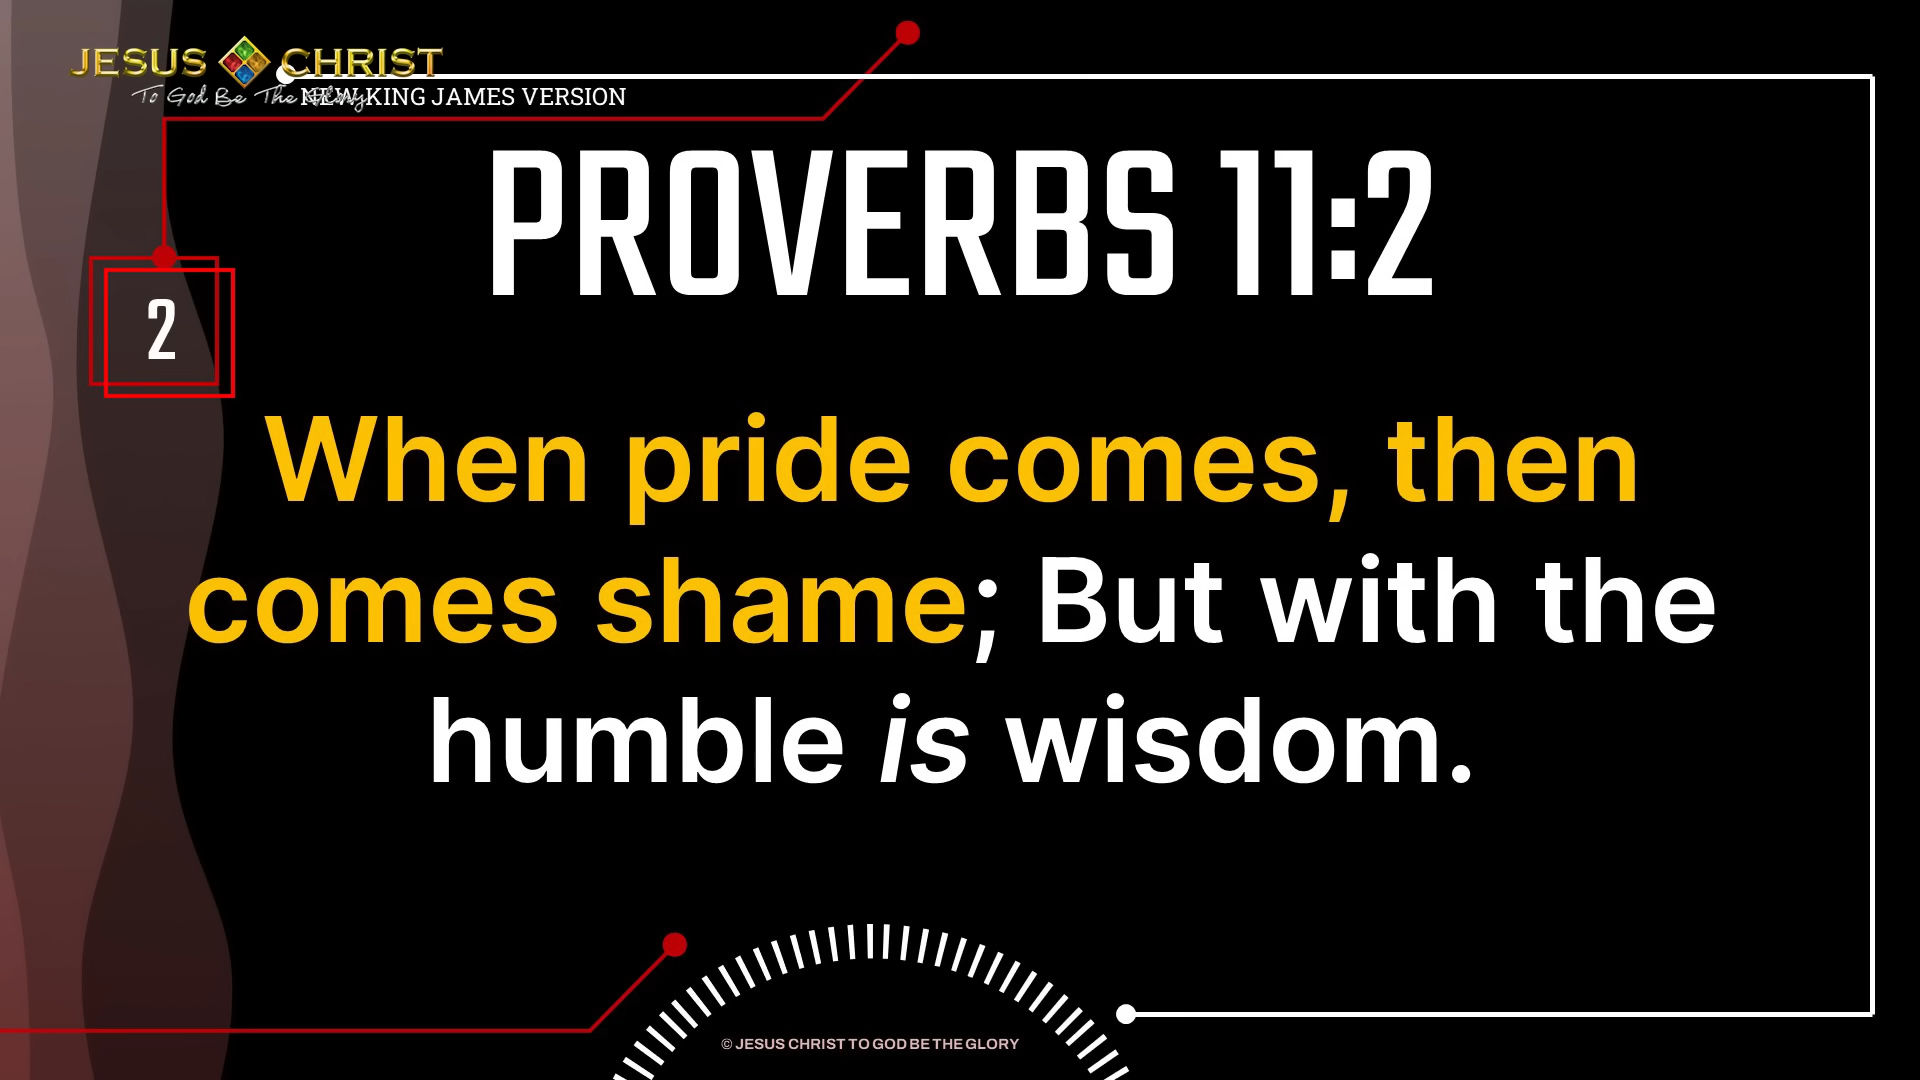 JESUS CHRIST
To God Be The Glory
NEW KING JAMES VERSION
PROVERBS 11:2
2
When pride comes, then
comes shame; But with the
humble is wisdom.
© JESUS CHRIST TO GOD BE THE GLORY